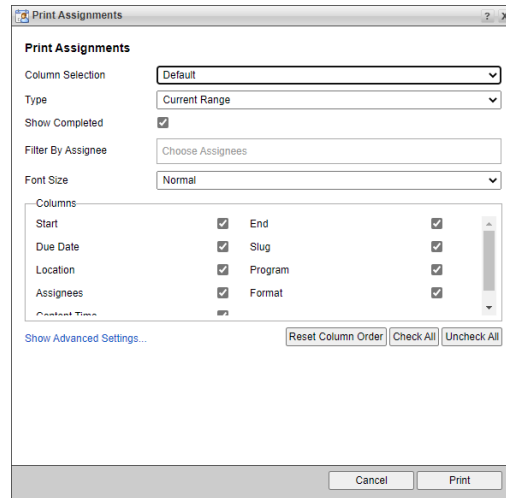 Print Assignments
? X
Print Assignments
Column Selection Default
Type Current Range
Show Completed
Filter By Assignee Choose Assignees
Font Size Normal
Columns
Start End
Due Date Slug
Location Program
Assignees Format
Content Time
Show Advanced Settings... Reset Column Order Check All Uncheck All
Cancel Print